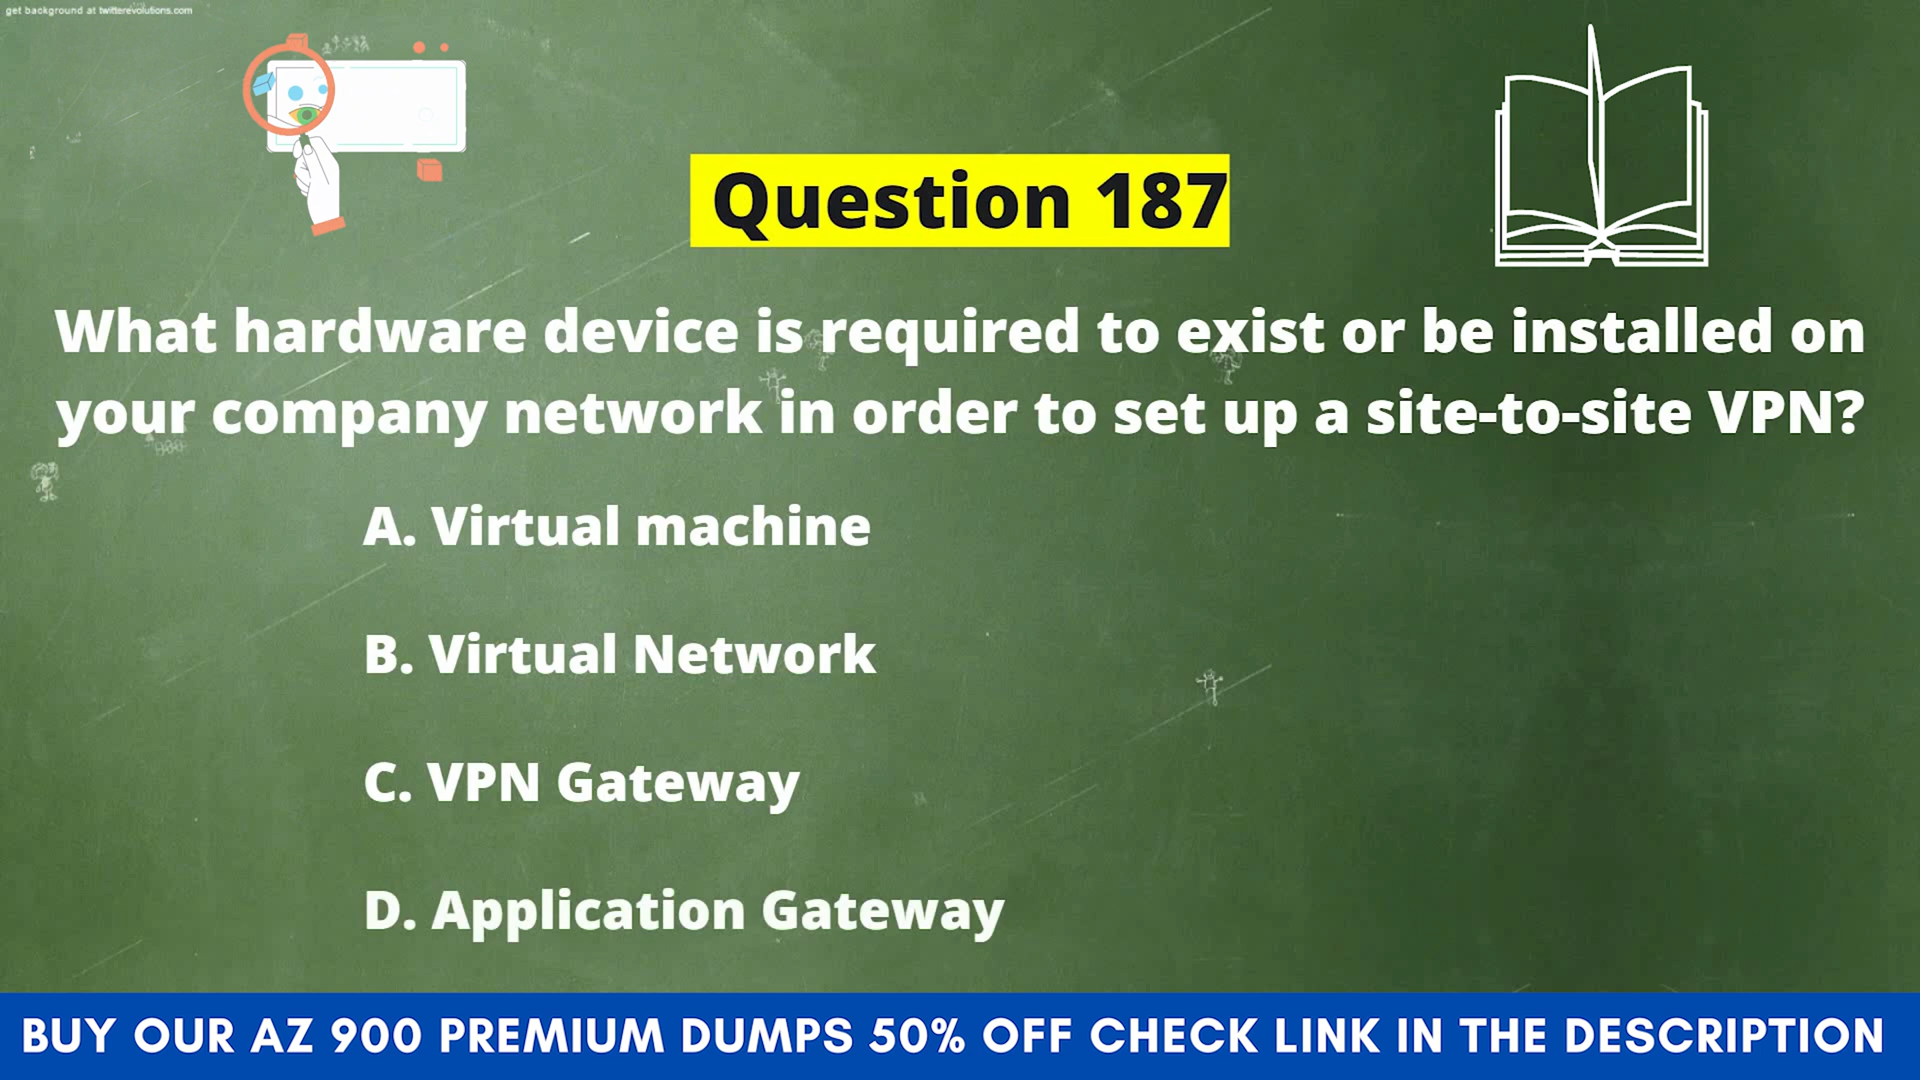 get background at twitterevolutions.com
Question 187
What hardware device is required to exist or be installed on
your company network in order to set up a site-to-site VPN?
A. Virtual machine
B. Virtual Network
C. VPN Gateway
D. Application Gateway
BUY OUR AZ 900 PREMIUM DUMPS 50% OFF CHECK LINK IN THE DESCRIPTION